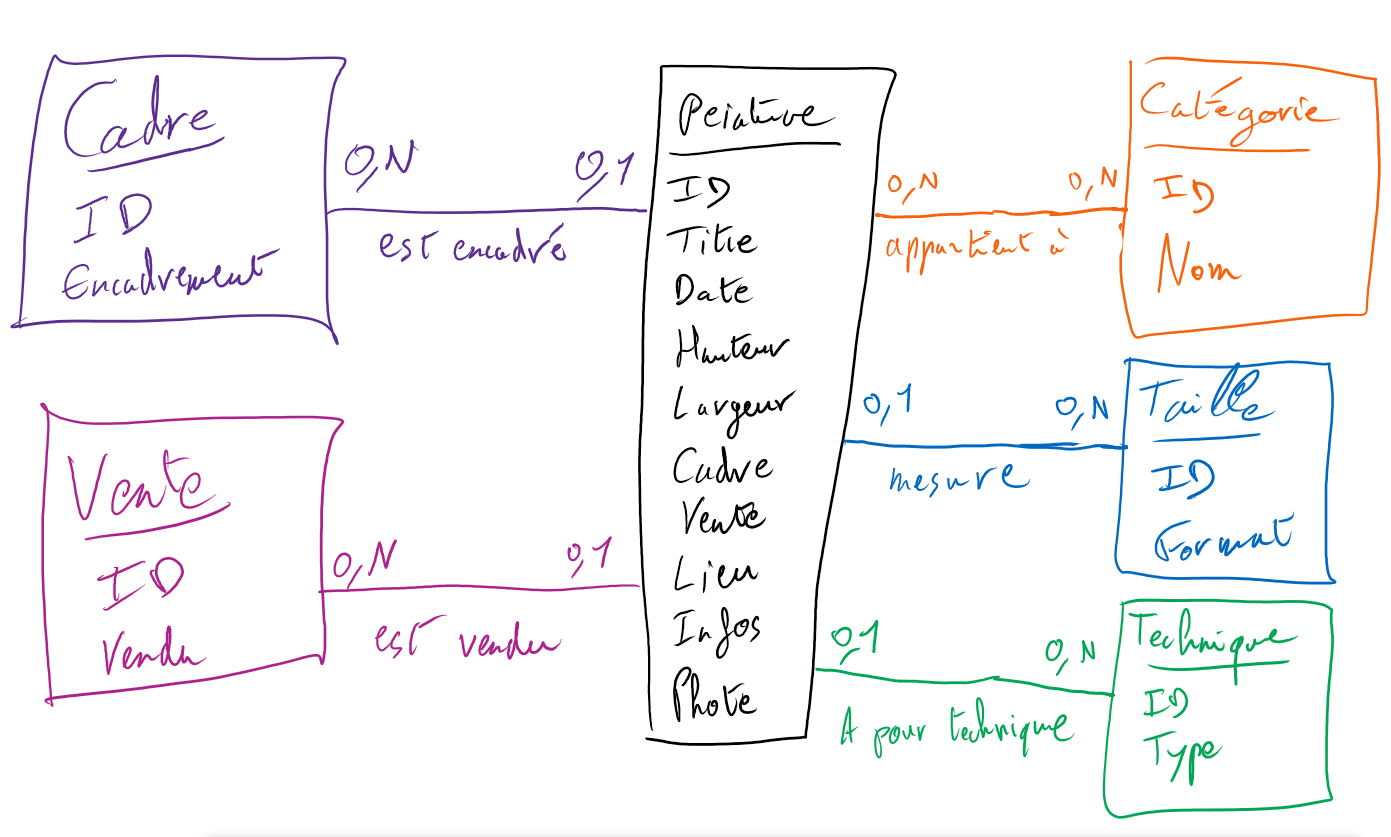 Cadre
ID
Encadrement
0,N
0,1
est encadré
Vente
ID
Vendu
0,N
0,1
est vendu
Peinture
ID
Titre
Date
Hauteur
Largeur
Cadre
Vente
Lieu
Infos
Photo
0,N
0,N
appartient à
Catégorie
ID
Nom
0,1
0,N
mesure
Taille
ID
Format
0,1
0,N
A pour technique
Technique
ID
Type